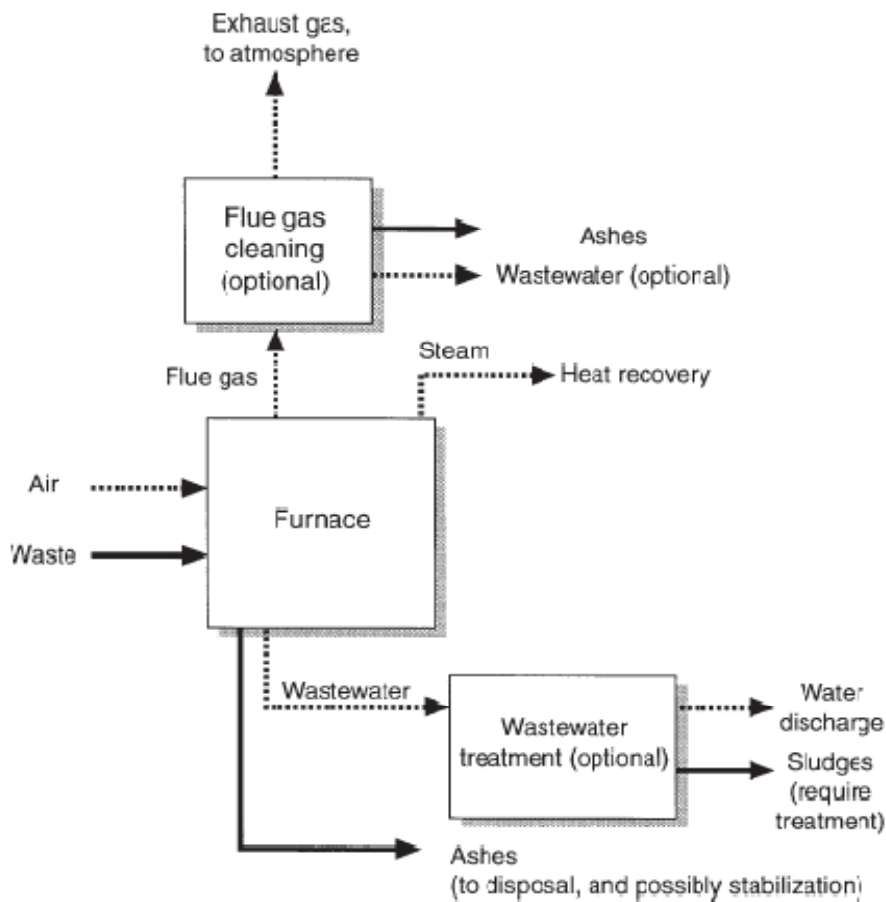 Exhaust gas,
to atmosphere
Flue gas
cleaning
(optional)
Ashes
Wastewater (optional)
Steam
Flue gas
Heat recovery
Air
Furnace
Waste
Wastewater
Wastewater
treatment (optional)
Water
discharge
Sludges
(require
treatment)
Ashes
(to disposal, and possibly stabilization)